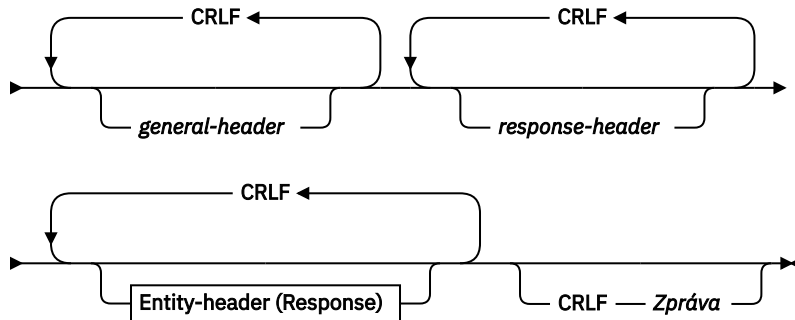 CRLF CRLF
general-header response-header
CRLF
Entity-header (Response) CRLF Zpráva